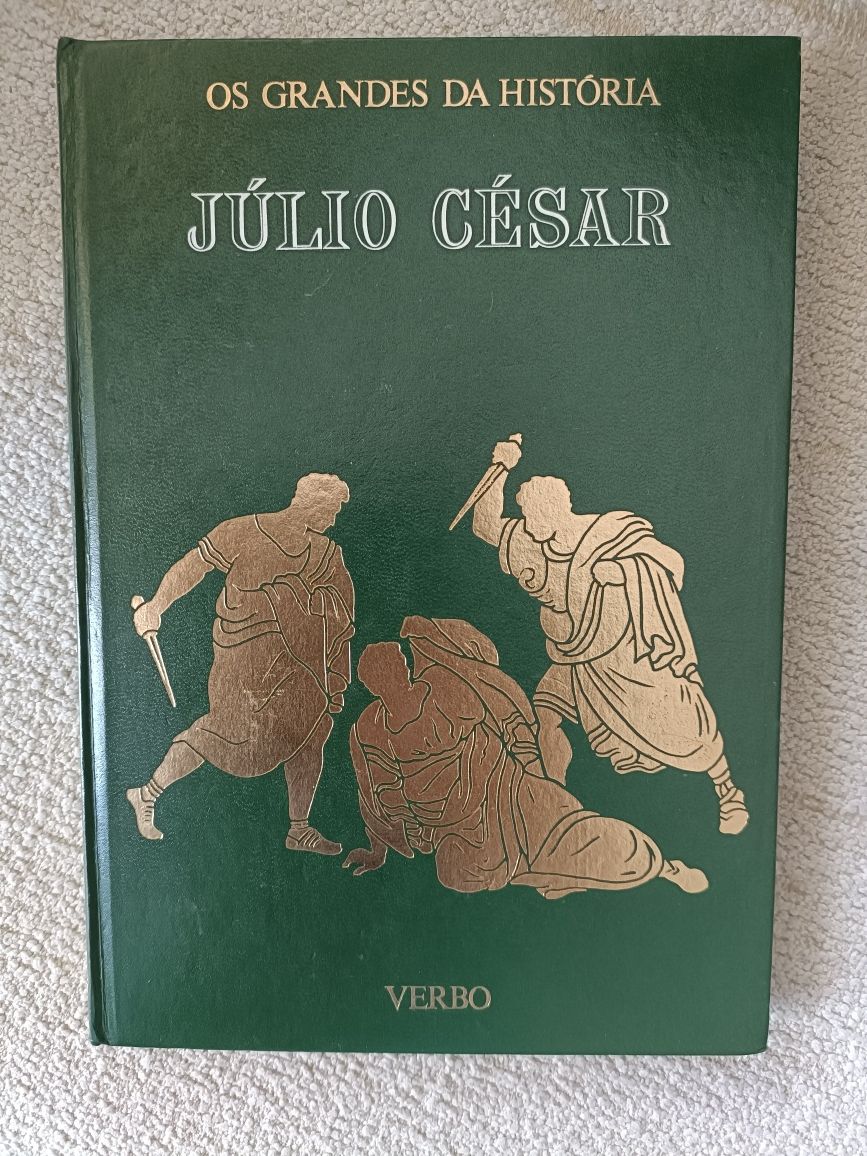 OS GRANDES DA HISTÓRIA
JÚLIO CÉSAR
VERBO